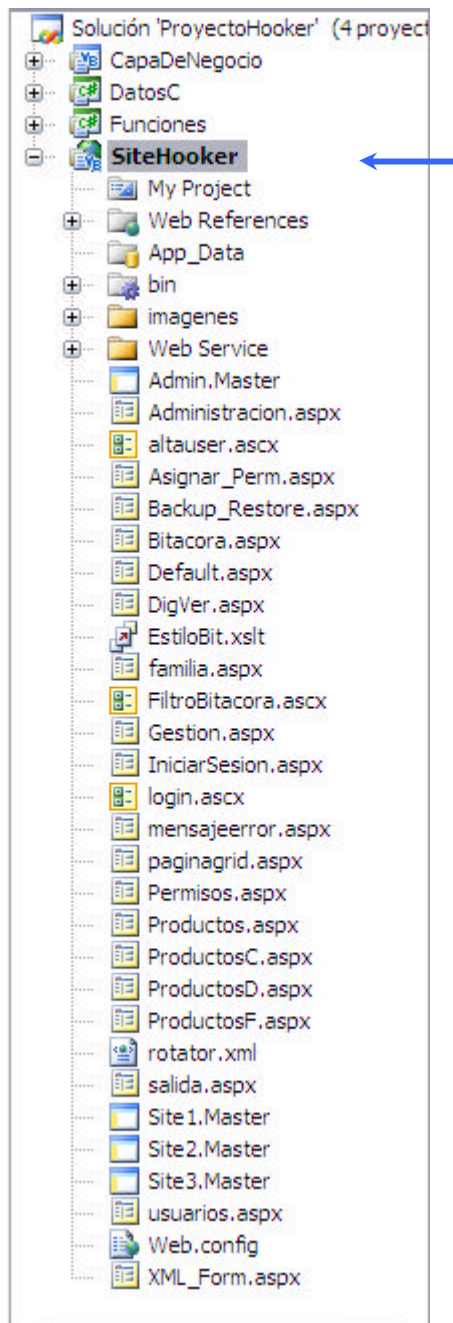 Solución 'ProyectoHooker' (4 proyect
CapaDeNegocio
DatosC
Funciones
SiteHooker
My Project
Web References
App_Data
bin
imagenes
Web Service
Admin.Master
Administracion.aspx
altauser.ascx
Asignar_Perm.aspx
Backup_Restore.aspx
Bitacora.aspx
Default.aspx
DigVer.aspx
EstiloBit.xslt
familia.aspx
FiltroBitacora.ascx
Gestion.aspx
IniciarSesion.aspx
login.ascx
mensajeerror.aspx
paginagrid.aspx
Permisos.aspx
Productos.aspx
ProductosC.aspx
ProductosD.aspx
ProductosF.aspx
rotator.xml
salida.aspx
Site1.Master
Site2.Master
Site3.Master
usuarios.aspx
Web.config
XML_Form.aspx